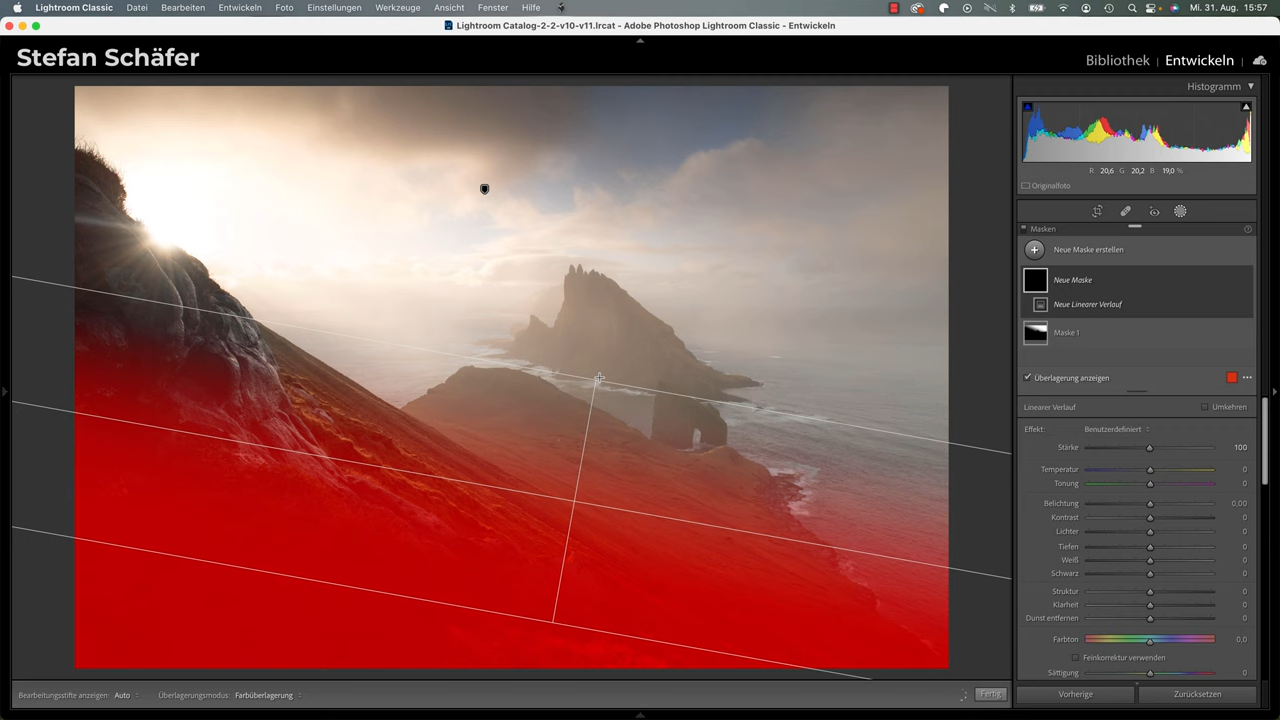 Lightroom Classic Datei Bearbeiten Entwickeln Foto Einstellungen Werkzeuge Ansicht Fenster Hilfe Mi. 31. Aug. 15:57
Lightroom Catalog-2-2-v10-v11.lrcat - Adobe Photoshop Lightroom Classic - Entwickeln
Stefan Schäfer
Bibliothek | Entwickeln |
Histogramm
R 20,6 G 20,2 B 19,0 %
Originalfoto
Masken
Neue Maske erstellen
Neue Maske
Neue Linearer Verlauf
Maske 1
Überlagerung anzeigen
Linearer Verlauf Umkehren
Effekt: Benutzerdefiniert
Stärke 100
Temperatur 0
Tonung 0
Belichtung 0,00
Kontrast 0
Lichter 0
Tiefen 0
Weiß 0
Schwarz 0
Struktur 0
Klarheit 0
Dunst entfernen 0
Farbton 0,0
Feinkorrektur verwenden
Sättigung 0
Bearbeitungsstifte anzeigen: Auto Überlagerungsmodus: Farbüberlagerung Fertig Vorherige Zurücksetzen